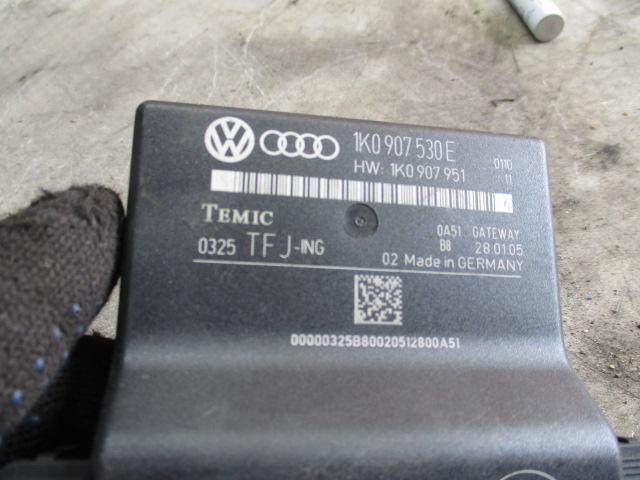 1K0 907 530 E
HW: 1K0 907 951
0110
11
TEMIC
0A51 GATEWAY
0325 TFJ-ING
B8 28.01.05
02 Made in GERMANY
00000325B80020512800A51